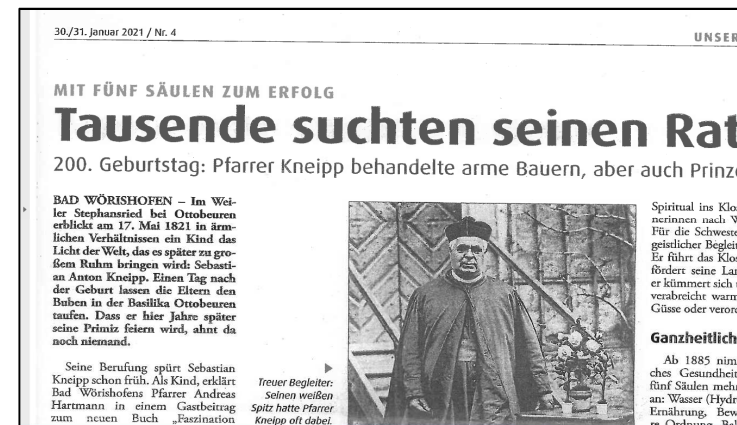 30./31. Januar 2021 / Nr. 4
UNSER
MIT FÜNF SÄULEN ZUM ERFOLG
Tausende suchten seinen Rat
200. Geburtstag: Pfarrer Kneipp behandelte arme Bauern, aber auch Prinze
BAD WÖRISHOFEN – Im Wei-
ler Stephansried bei Ottobeuren
erblickt am 17. Mai 1821 in ärm-
lichen Verhältnissen ein Kind das
Licht der Welt, das es später zu gro-
ßem Ruhm bringen wird: Sebasti-
an Anton Kneipp. Einen Tag nach
der Geburt lassen die Eltern den
Buben in der Basilika Ottobeuren
taufen. Dass er hier Jahre später
seine Primiz feiern wird, ahnt da
noch niemand.
Seine Berufung spürt Sebastian
Kneipp schon früh. Als Kind, erklärt
Bad Wörishofens Pfarrer Andreas
Hartmann in einem Gastbeitrag
zum neuen Buch „Faszination
Treuer Begleiter:
Seinen weißen
Spitz hatte Pfarrer
Kneipp oft dabei.
Spiritual ins Klos
nerinnen nach W
Für die Schweste
geistlicher Begleit
Er führt das Klos
fördert seine Lan
er kümmert sich
verabreicht warm
Güsse oder veror
Ganzheitlich
Ab 1885 nim
ches Gesundheit
fünf Säulen meh
an: Wasser (Hydr
Ernährung, Bew